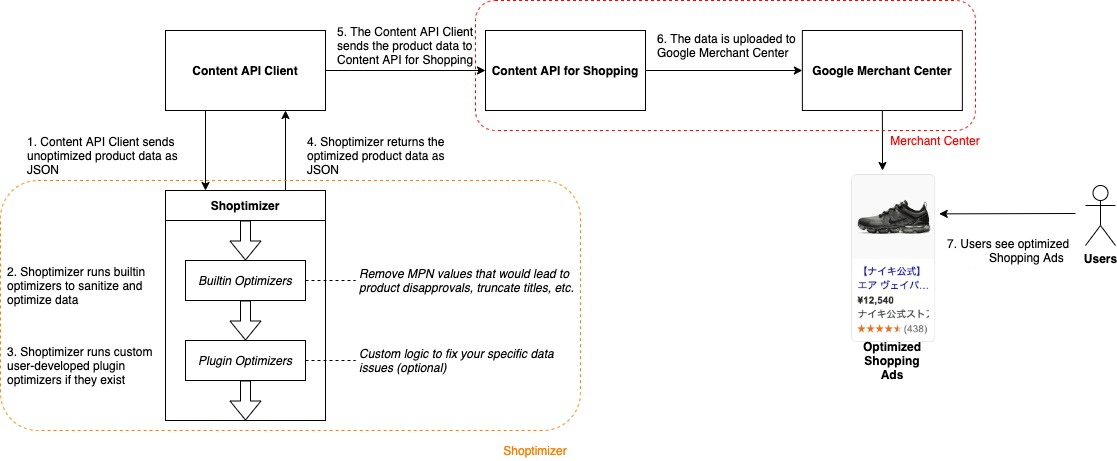 5. The Content API Client
sends the product data to
Content API for Shopping
6. The data is uploaded to
Google Merchant Center
Content API Client
Content API for Shopping
Google Merchant Center
1. Content API Client sends
unoptimized product data as
JSON
4. Shoptimizer returns the
optimized product data as
JSON
Merchant Center
Shoptimizer
2. Shoptimizer runs builtin
optimizers to sanitize and
optimize data
Builtin Optimizers
Remove MPN values that would lead to
product disapprovals, truncate titles, etc.
3. Shoptimizer runs custom
user-developed plugin
optimizers if they exist
Plugin Optimizers
Custom logic to fix your specific data
issues (optional)
Shoptimizer
7. Users see optimized
Shopping Ads
Users
【ナイキ公式】
エア ヴェイパ...
¥12,540
ナイキ公式スト
(438)
Optimized
Shopping
Ads